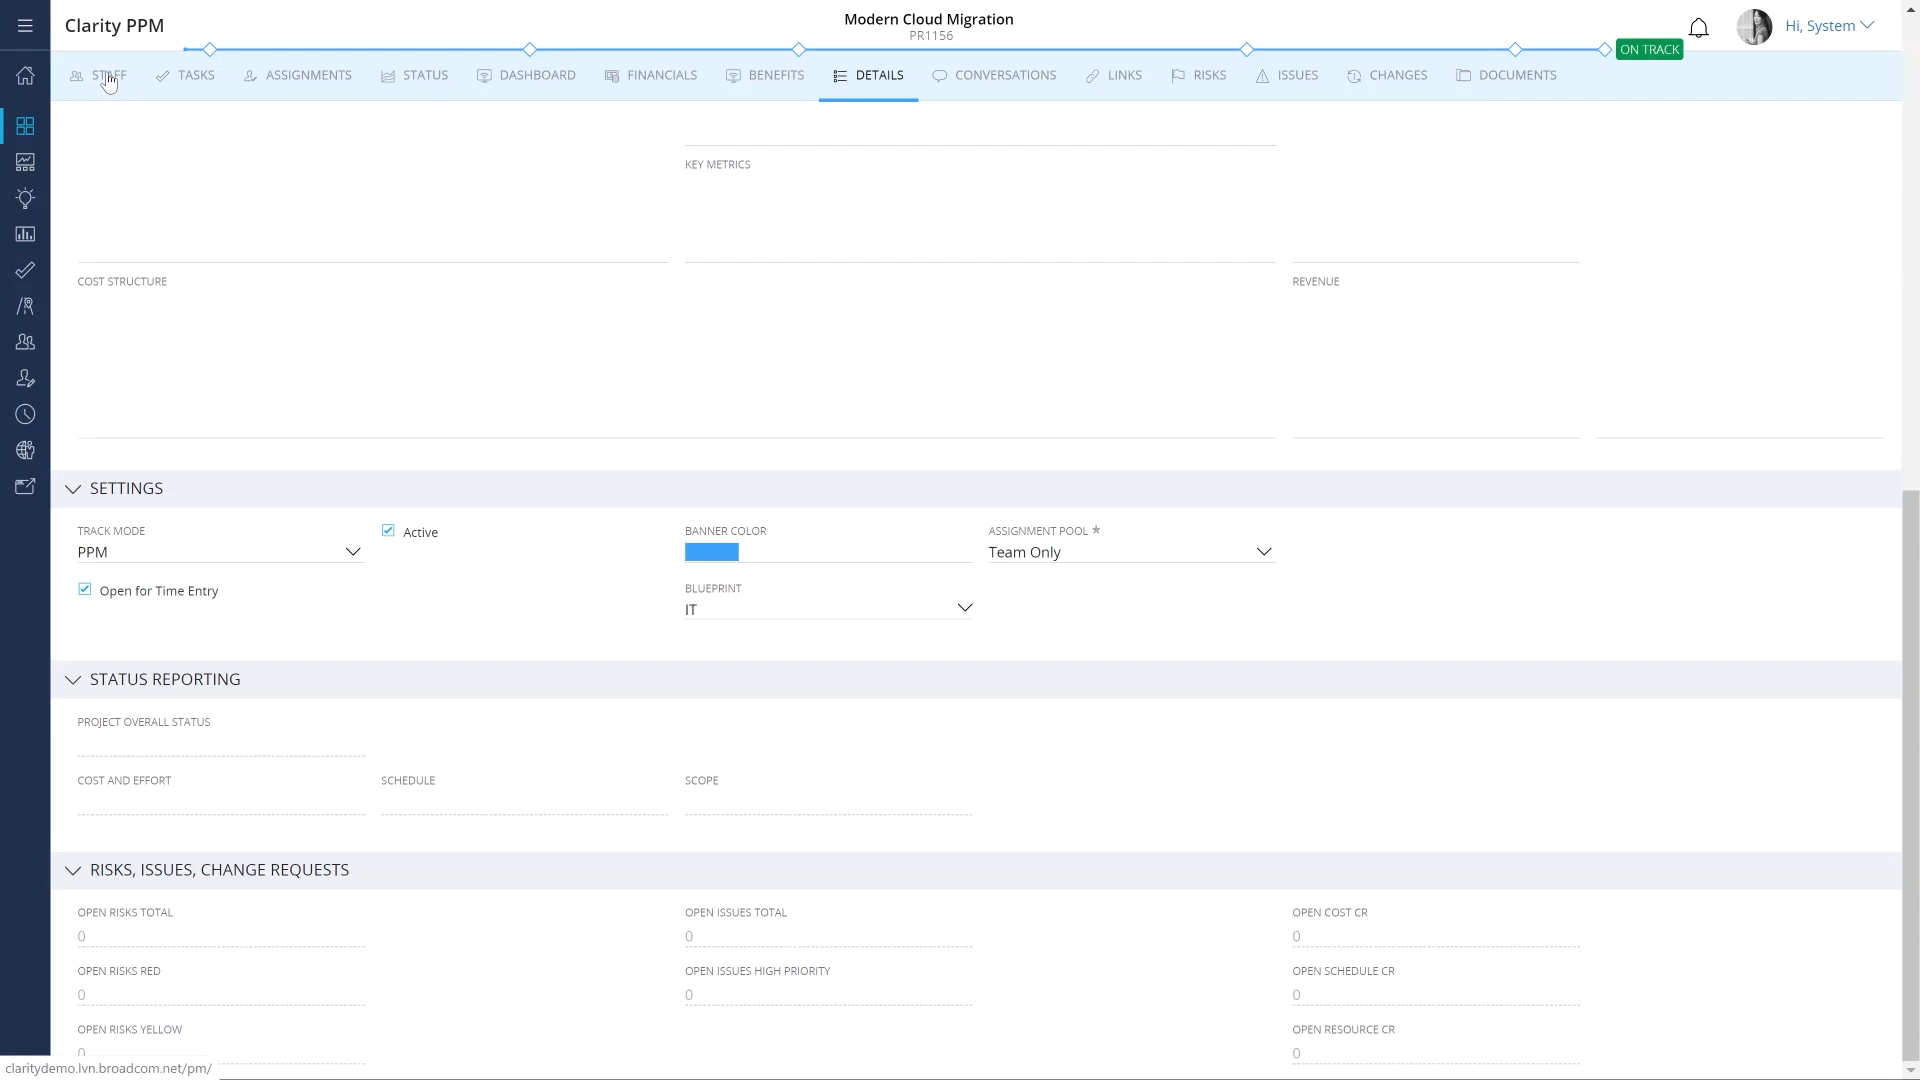 Clarity PPM
Modern Cloud Migration
PR1156
Hi, System
ON TRACK
STAFF
TASKS
ASSIGNMENTS
STATUS
DASHBOARD
FINANCIALS
BENEFITS
DETAILS
CONVERSATIONS
LINKS
RISKS
ISSUES
CHANGES
DOCUMENTS
KEY METRICS
COST STRUCTURE
REVENUE
SETTINGS
TRACK MODE
PPM
Active
BANNER COLOR
ASSIGNMENT POOL *
Team Only
Open for Time Entry
BLUEPRINT
IT
STATUS REPORTING
PROJECT OVERALL STATUS
COST AND EFFORT
SCHEDULE
SCOPE
RISKS, ISSUES, CHANGE REQUESTS
OPEN RISKS TOTAL
0
OPEN ISSUES TOTAL
0
OPEN COST CR
0
OPEN RISKS RED
0
OPEN ISSUES HIGH PRIORITY
0
OPEN SCHEDULE CR
0
OPEN RISKS YELLOW
0
OPEN RESOURCE CR
0
claritydemo.lvn.broadcom.net/pm/